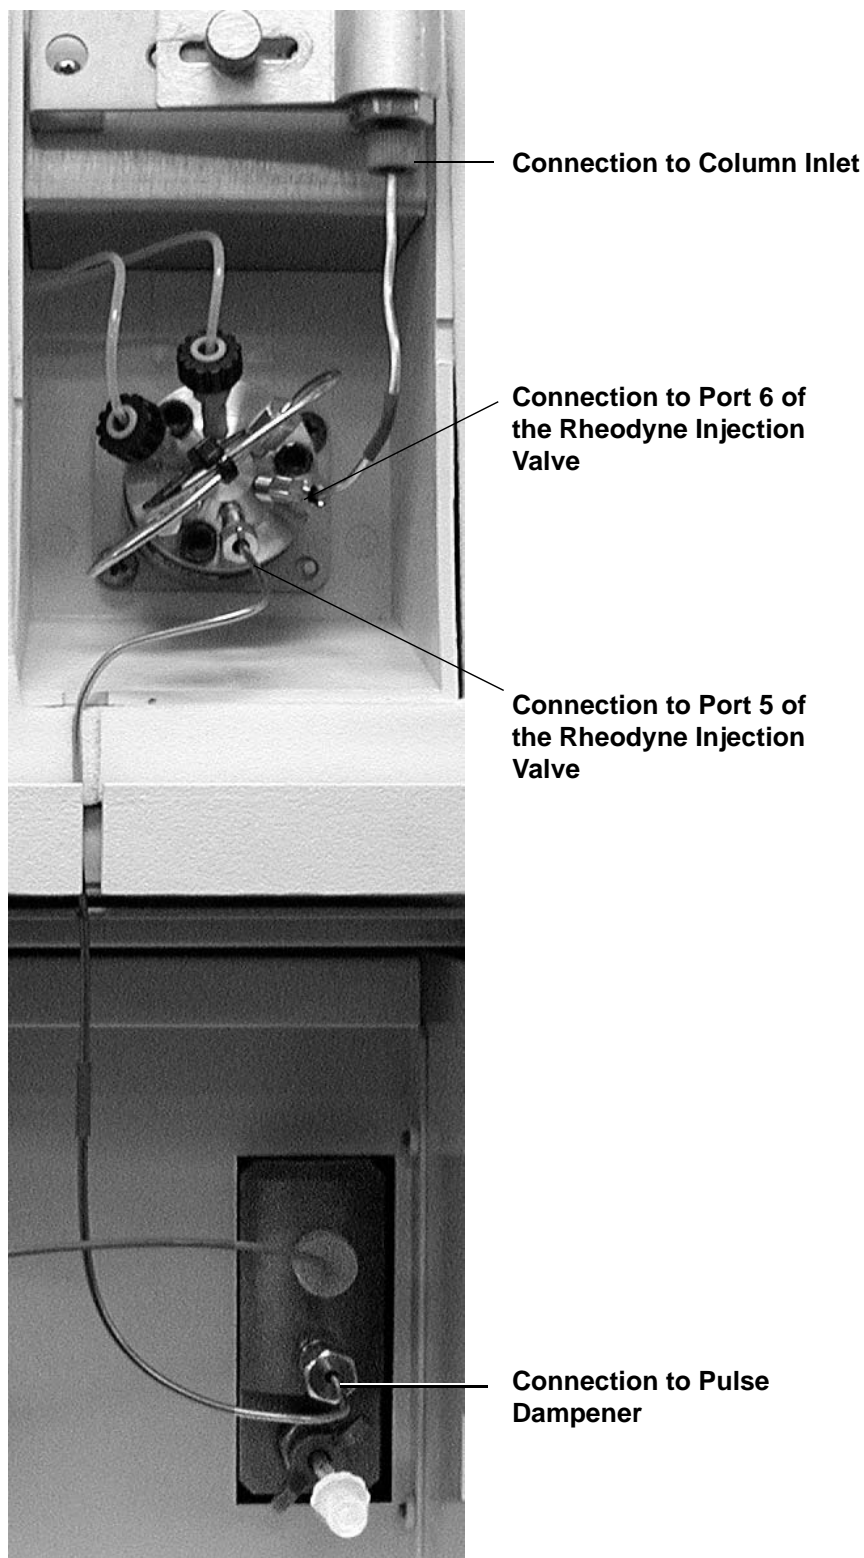 Connection to Column Inlet
Connection to Port 6 of
the Rheodyne Injection
Valve
Connection to Port 5 of
the Rheodyne Injection
Valve
Connection to Pulse
Dampener